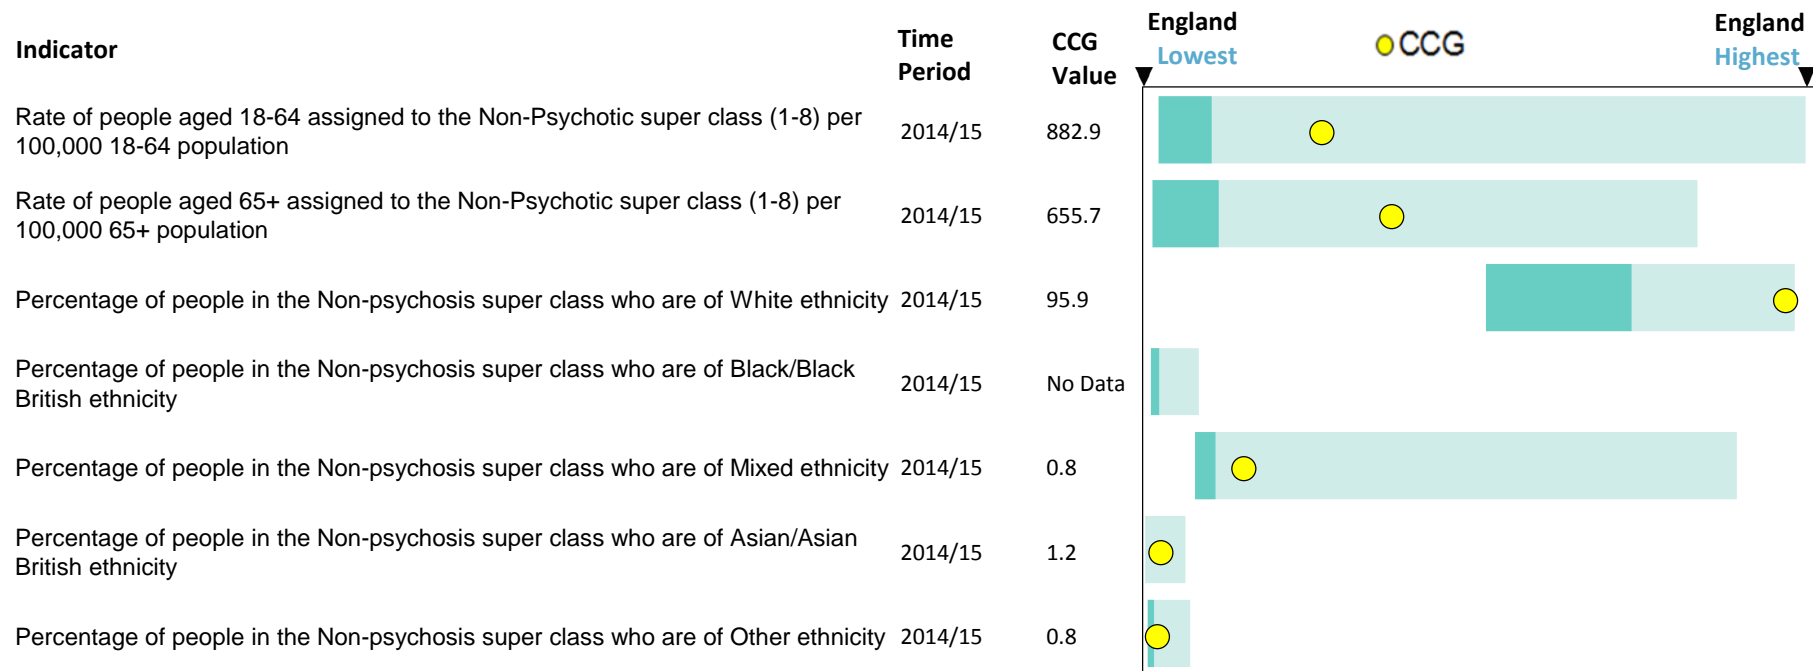 Indicator
Time
Period
CCG
Value
England
Lowest
CCG
England
Highest
Rate of people aged 18-64 assigned to the Non-Psychotic super class (1-8) per
100,000 18-64 population
2014/15
882.9
Rate of people aged 65+ assigned to the Non-Psychotic super class (1-8) per
100,000 65+ population
2014/15
655.7
Percentage of people in the Non-psychosis super class who are of White ethnicity
2014/15
95.9
Percentage of people in the Non-psychosis super class who are of Black/Black
British ethnicity
2014/15
No Data
Percentage of people in the Non-psychosis super class who are of Mixed ethnicity
2014/15
0.8
Percentage of people in the Non-psychosis super class who are of Asian/Asian
British ethnicity
2014/15
1.2
Percentage of people in the Non-psychosis super class who are of Other ethnicity
2014/15
0.8